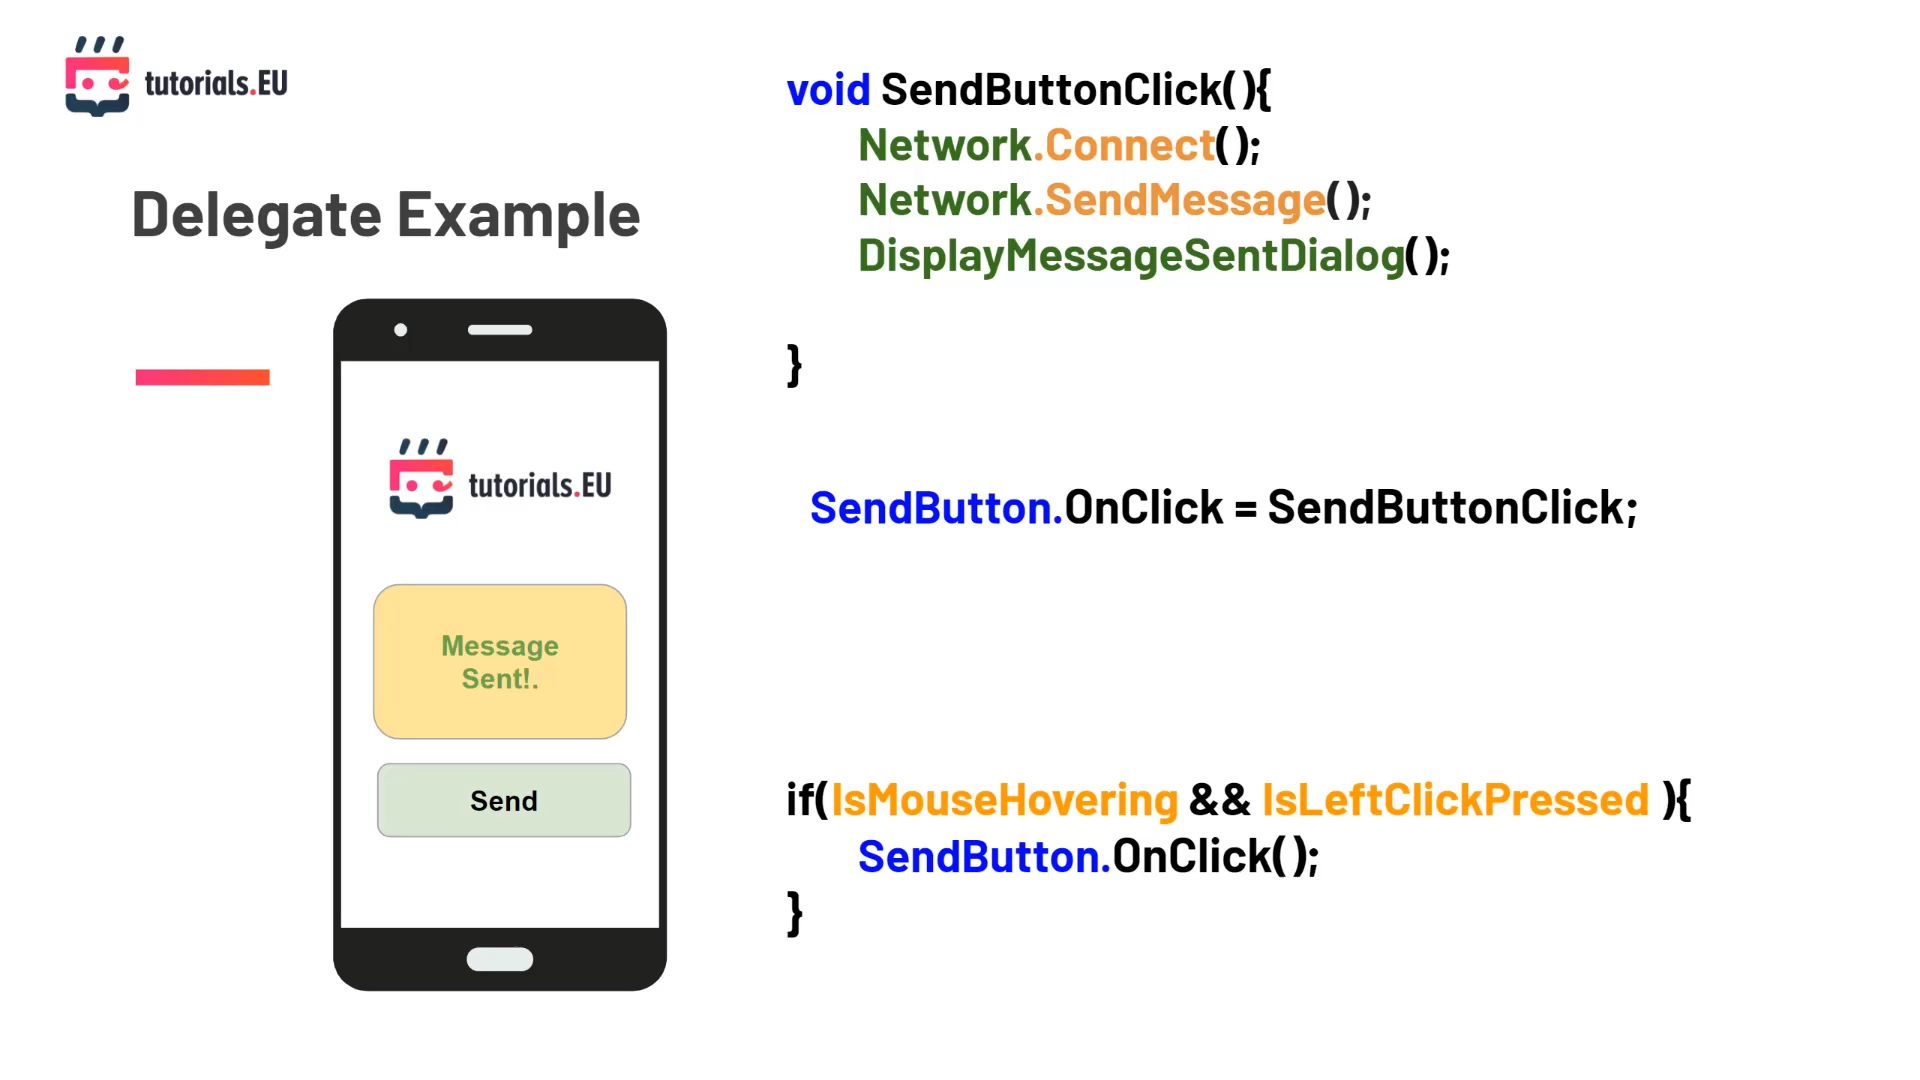 tutorials.EU
Delegate Example
void SendButtonClick(){
Network.Connect();
Network.SendMessage();
DisplayMessageSentDialog();
}
SendButton.OnClick = SendButtonClick;
if(IsMouseHovering && IsLeftClickPressed ){
SendButton.OnClick();
}
tutorials.EU
Message
Sent!.
Send